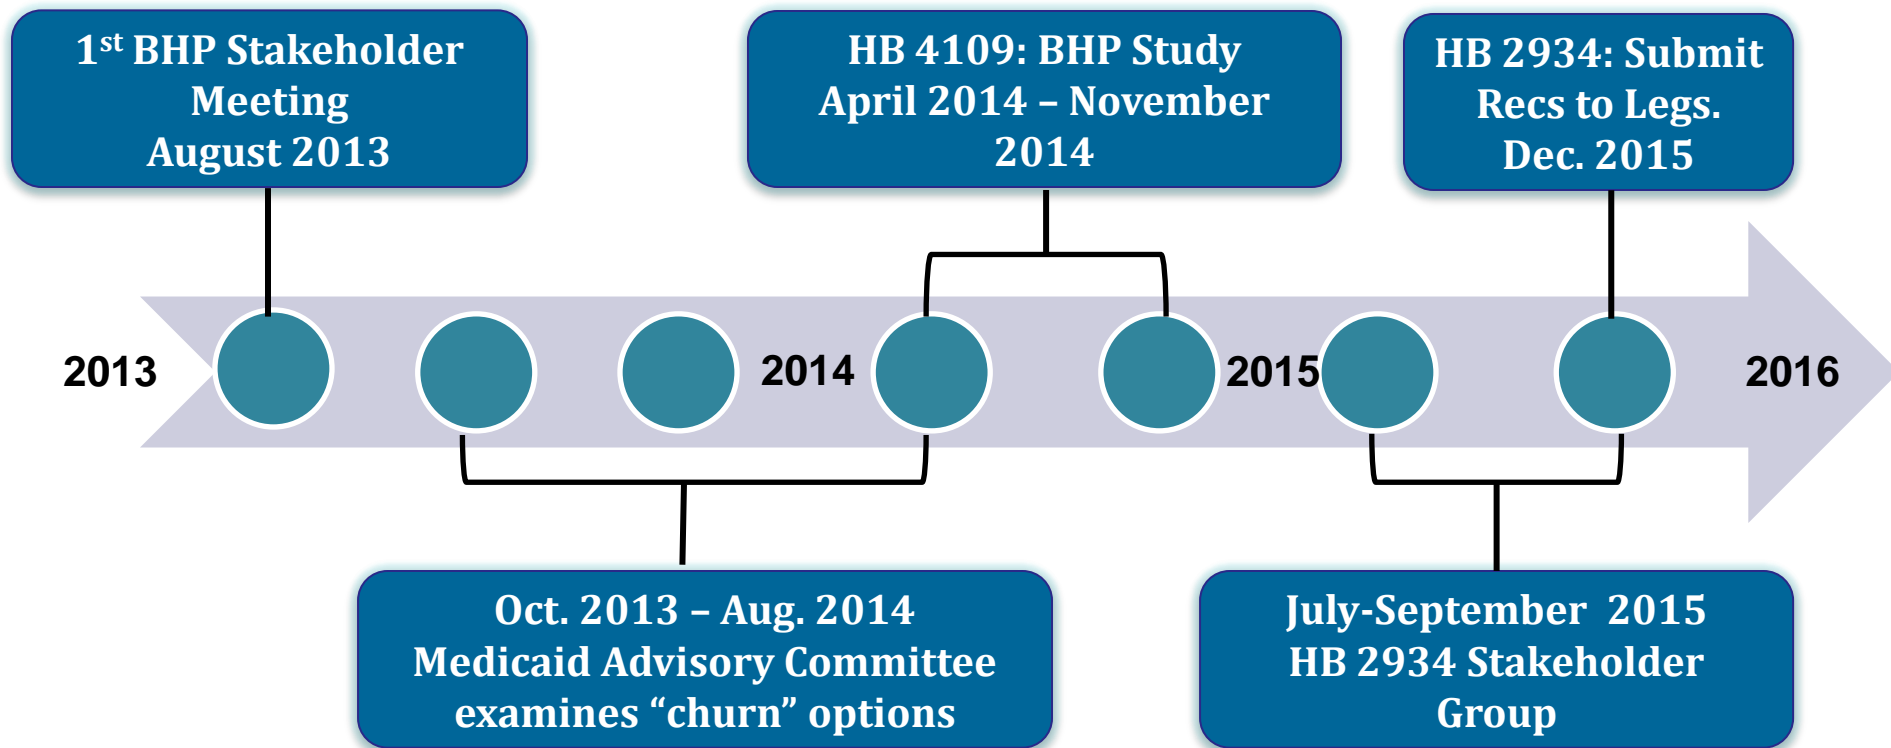 1st BHP Stakeholder
Meeting
August 2013
HB 4109: BHP Study
April 2014 – November
2014
HB 2934: Submit
Recs to Legs.
Dec. 2015
2013
2014
2015
2016
Oct. 2013 – Aug. 2014
Medicaid Advisory Committee
examines “churn” options
July-September  2015
HB 2934 Stakeholder
Group